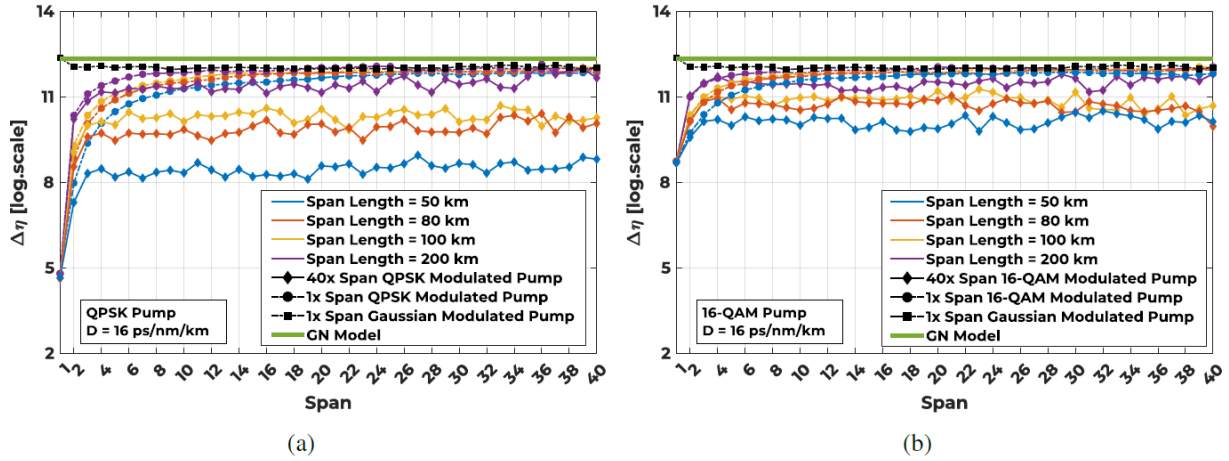 14
11
8
5
2
Δη [log.scale]
Span Length = 50 km
Span Length = 80 km
Span Length = 100 km
Span Length = 200 km
40x Span QPSK Modulated Pump
1x Span QPSK Modulated Pump
1x Span Gaussian Modulated Pump
GN Model
QPSK Pump
D = 16 ps/nm/km
1 2 4 6 8 10 12 14 16 18 20 22 24 26 28 30 32 34 36 38 40
Span
(a)
14
11
8
5
2
Δη [log.scale]
Span Length = 50 km
Span Length = 80 km
Span Length = 100 km
Span Length = 200 km
40x Span 16-QAM Modulated Pump
1x Span 16-QAM Modulated Pump
1x Span Gaussian Modulated Pump
GN Model
16-QAM Pump
D = 16 ps/nm/km
1 2 4 6 8 10 12 14 16 18 20 22 24 26 28 30 32 34 36 38 40
Span
(b)